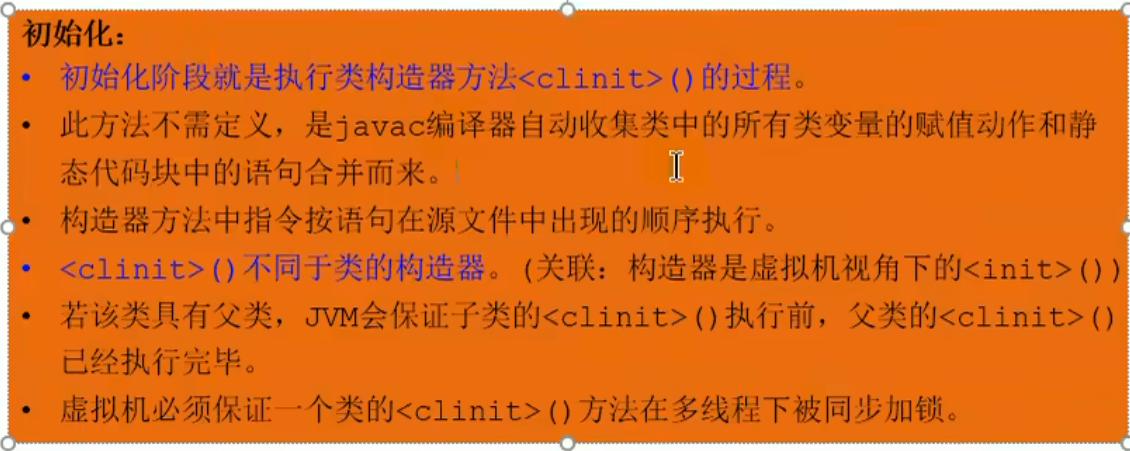 初始化:
• 初始化阶段就是执行类构造器方法<clinit>()的过程。
• 此方法不需定义，是javac编译器自动收集类中的所有类变量的赋值动作和静
态代码块中的语句合并而来。
• 构造器方法中指令按语句在源文件中出现的顺序执行。
• <clinit>()不同于类的构造器。(关联：构造器是虚拟机视角下的<init>())
• 若该类具有父类，JVM会保证子类的<clinit>()执行前，父类的<clinit>()
已经执行完毕。
• 虚拟机必须保证一个类的<clinit>()方法在多线程下被同步加锁。